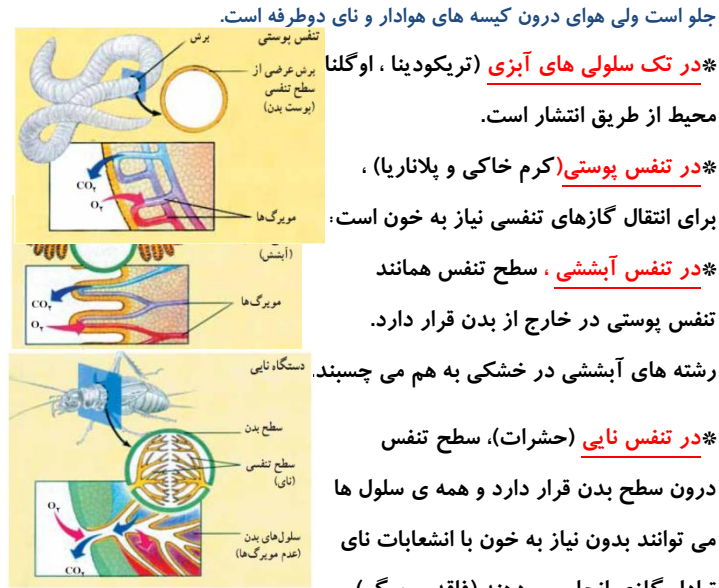 جلو است ولی هوای درون کیسه های هوادار و نای دوطرفه است.
*در تک سلولی های آبزی (تریکودینا ، اوگلنا
محیط از طریق انتشار است.
*در تنفس پوستی(کرم خاکی و پلاناریا) ،
برای انتقال گازهای تنفسی نیاز به خون است
*در تنفس آبششی ، سطح تنفس همانند
تنفس پوستی در خارج از بدن قرار دارد.
رشته های آبششی در خشکی به هم می چسبند.
*در تنفس نایی (حشرات)، سطح تنفس
درون سطح بدن قرار دارد و همه ی سلول ها
می توانند بدون نیاز به خون با انشعابات نای
تنفس پوستی
برش
برش عرضی از
سطح تنفسی
(پوست بدن)
CO₂
O₂
مویرگ‌ها
(آبشش)
مویرگ‌ها
CO₂
O₂
دستگاه نایی
سطح بدن
سطح تنفسی
(نای)
سلول‌های بدن
(عدم مویرگ‌ها)
O₂
CO₂